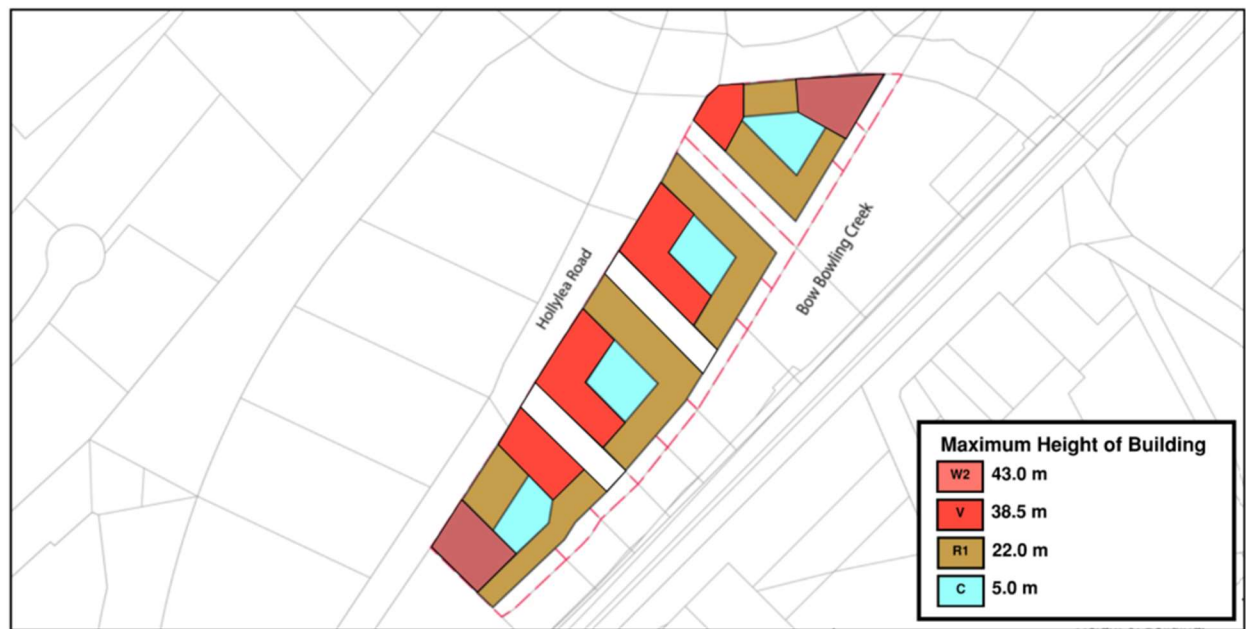 Hollylea Road
Bow Bowling Creek
Maximum Height of Building
W2 43.0 m
V 38.5 m
R1 22.0 m
C 5.0 m